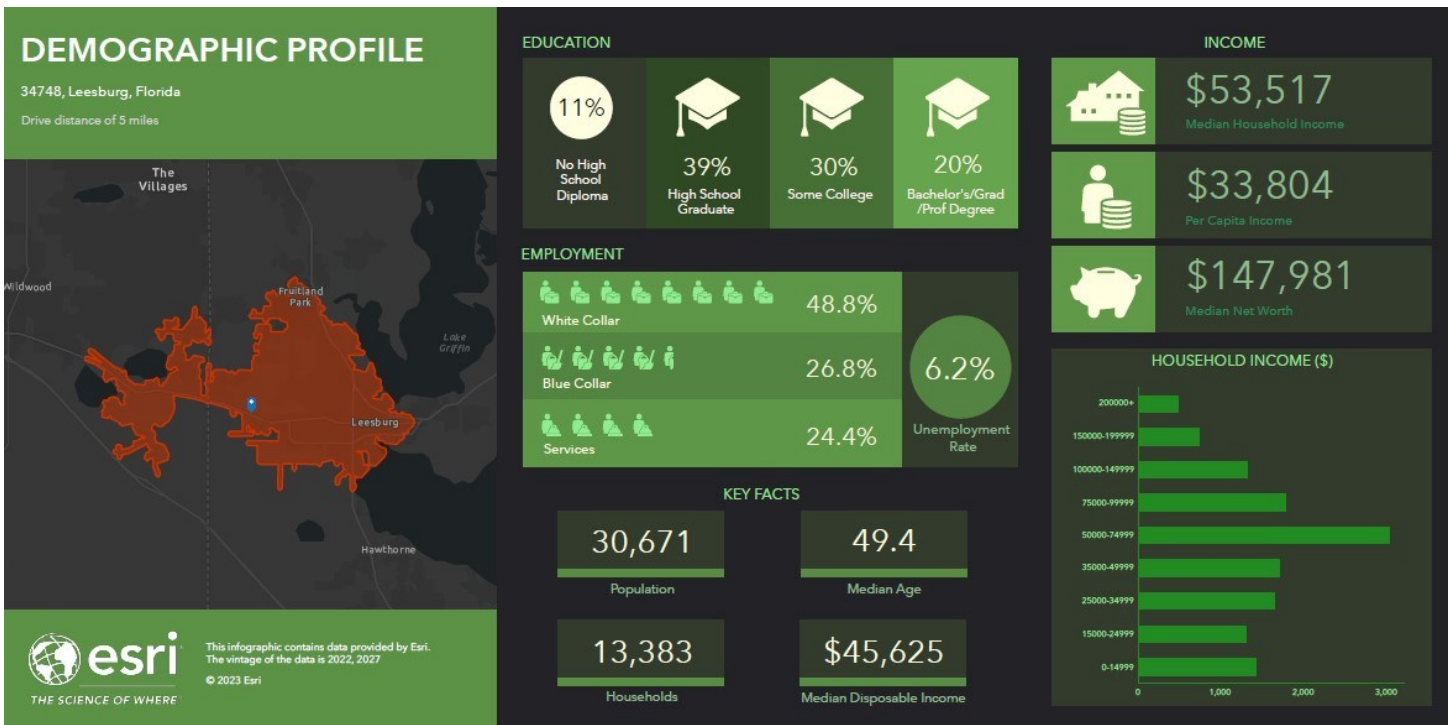 DEMOGRAPHIC PROFILE
34748, Leesburg, Florida
Drive distance of 5 miles
The
Villages
Wildwood
Fruitland
Park
Lake
Griffin
Leesburg
Hawthorne
esri
THE SCIENCE OF WHERE
This infographic contains data provided by Esri.
The vintage of the data is 2022, 2027
© 2023 Esri
EDUCATION
11%
No High
School
Diploma
39%
High School
Graduate
30%
Some College
20%
Bachelor's/Grad
/Prof Degree
EMPLOYMENT
White Collar
48.8%
Blue Collar
26.8%
Services
24.4%
6.2%
Unemployment
Rate
KEY FACTS
30,671
Population
49.4
Median Age
13,383
Households
$45,625
Median Disposable Income
INCOME
$53,517
Median Household Income
$33,804
Per Capita Income
$147,981
Median Net Worth
HOUSEHOLD INCOME ($)
200000+
150000-199999
100000-149999
75000-99999
50000-74999
35000-49999
25000-34999
15000-24999
0-14999
0 1,000 2,000 3,000